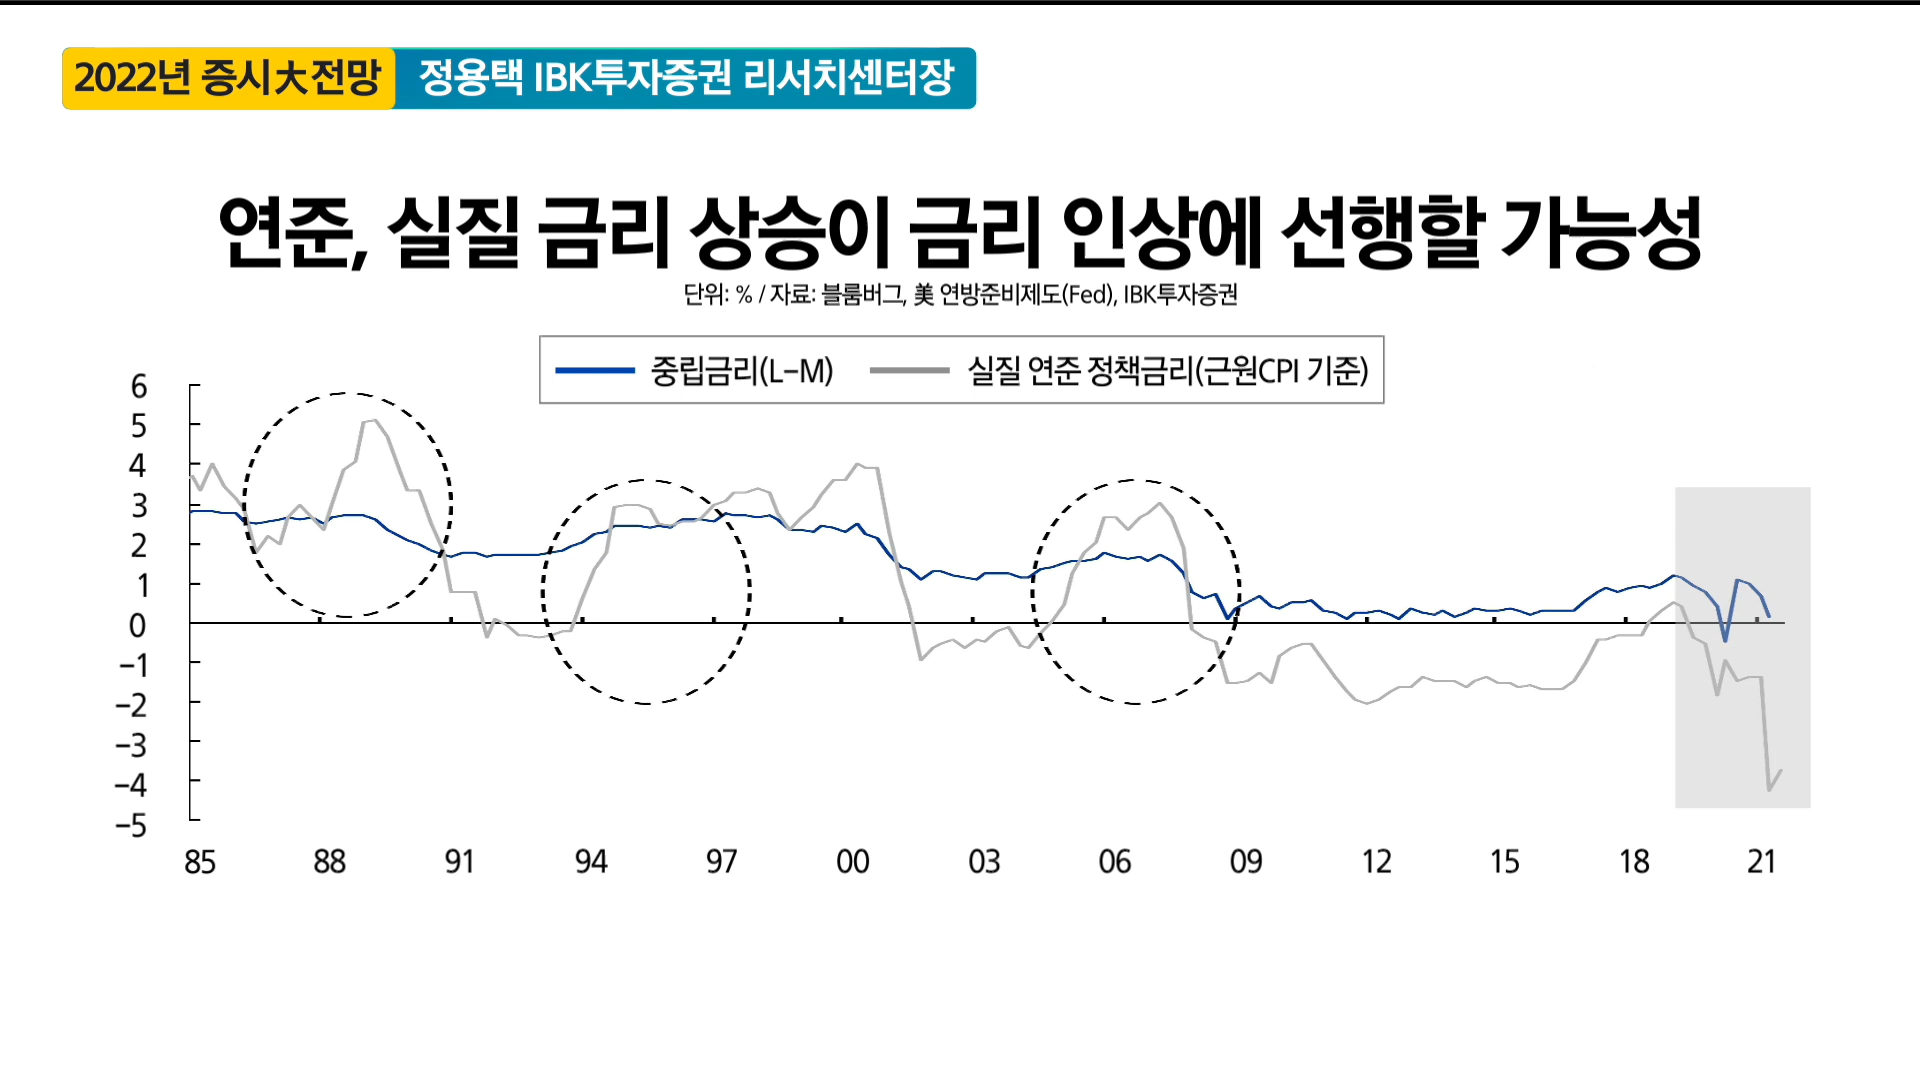 2022년 증시大전망 정용택 IBK투자증권 리서치센터장
연준, 실질 금리 상승이 금리 인상에 선행할 가능성
단위: % / 자료: 블룸버그, 美 연방준비제도(Fed), IBK투자증권
중립금리(L-M) 실질 연준 정책금리(근원CPI 기준)
6
5
4
3
2
1
0
-1
-2
-3
-4
-5
85 88 91 94 97 00 03 06 09 12 15 18 21